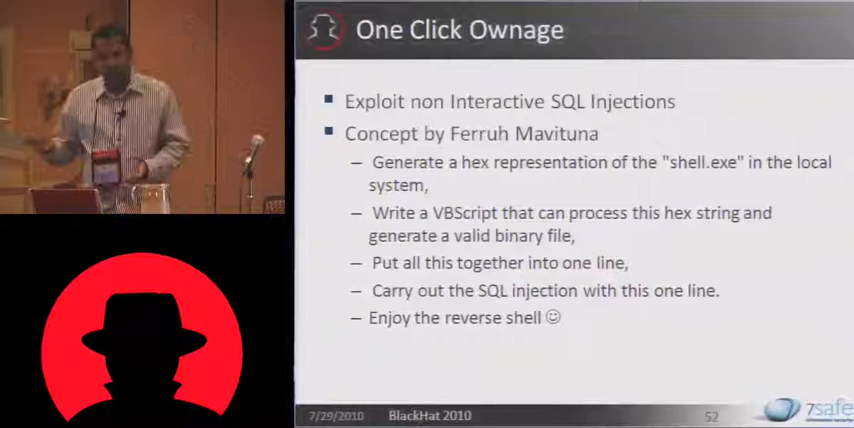 One Click Ownage
Exploit non Interactive SQL Injections
Concept by Ferruh Mavituna
– Generate a hex representation of the "shell.exe" in the local
system,
– Write a VBScript that can process this hex string and
generate a valid binary file,
– Put all this together into one line,
– Carry out the SQL injection with this one line.
– Enjoy the reverse shell ☺
7/29/2010
BlackHat 2010
52
7safe